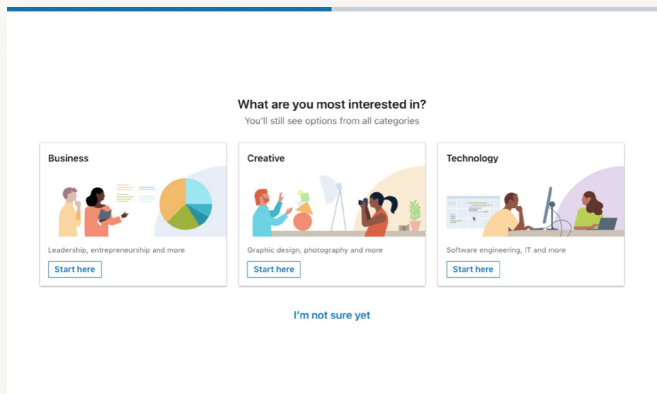 What are you most interested in?
You'll still see options from all categories
Business
Leadership, entrepreneurship and more
Start here
Creative
Graphic design, photography and more
Start here
Technology
Software engineering, IT and more
Start here
I'm not sure yet